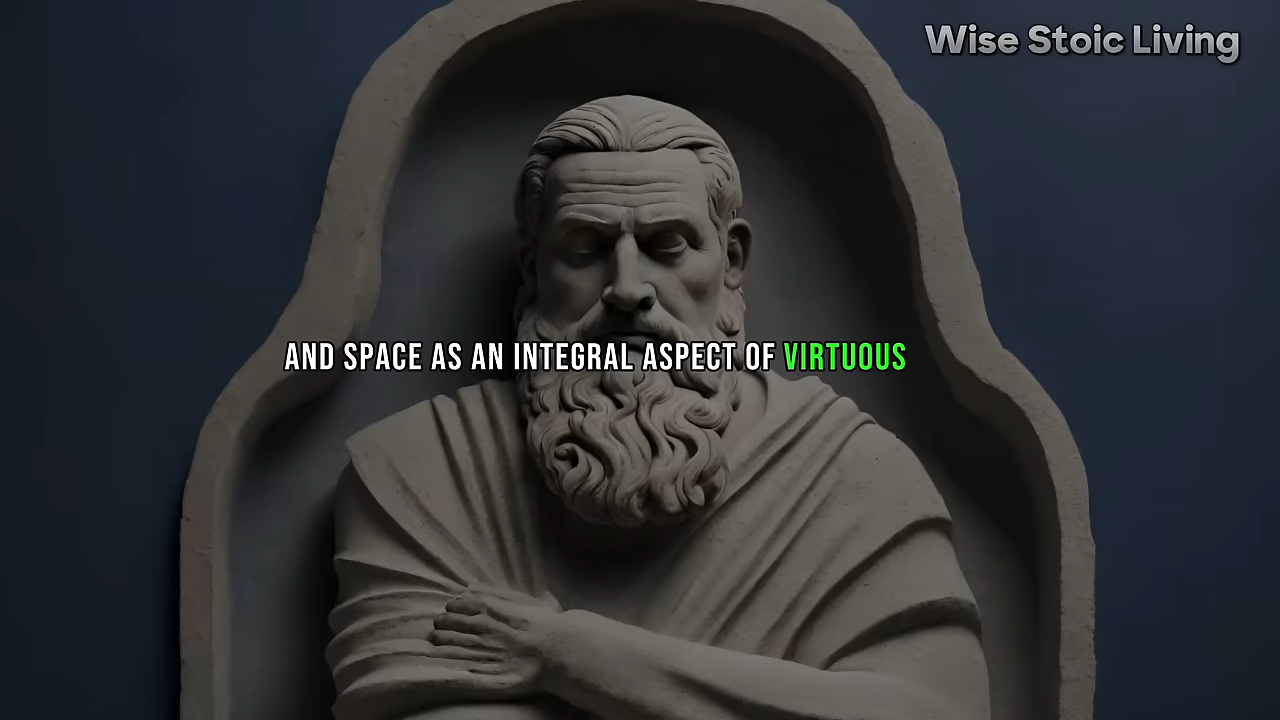 Wise Stoic Living
AND SPACE AS AN INTEGRAL ASPECT OF VIRTUOUS